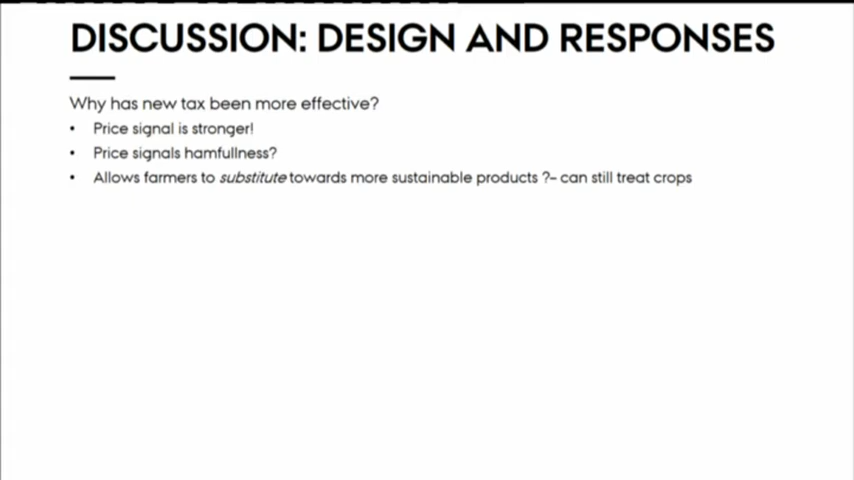 DISCUSSION: DESIGN AND RESPONSES
Why has new tax been more effective?
• Price signal is stronger!
• Price signals hamfullness?
• Allows farmers to substitute towards more sustainable products ?– can still treat crops